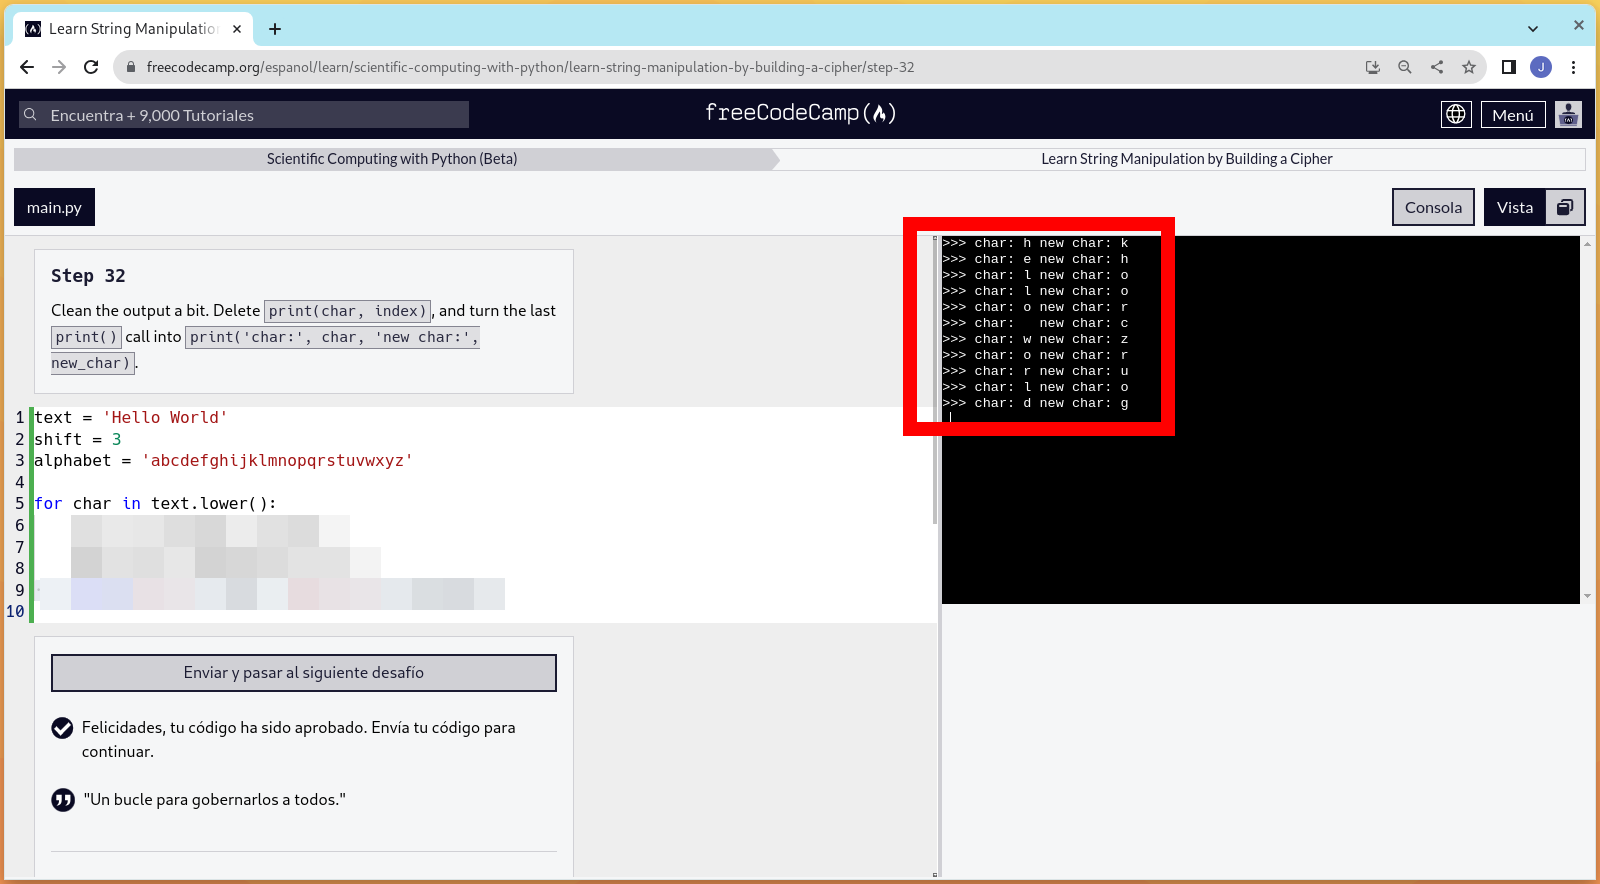 Learn String Manipulatio
freecodecamp.org/espanol/learn/scientific-computing-with-python/learn-string-manipulation-by-building-a-cipher/step-32
J
Encuentra + 9,000 Tutoriales
freeCodeCamp(🔥)
Menú
Scientific Computing with Python (Beta)
Learn String Manipulation by Building a Cipher
main.py
Consola
Vista
Step 32
Clean the output a bit. Delete print(char, index), and turn the last
print() call into print('char:', char, 'new char:',
new_char).
1 text = 'Hello World'
2 shift = 3
3 alphabet = 'abcdefghijklmnopqrstuvwxyz'
4
5 for char in text.lower():
6
7
8
9
10
Enviar y pasar al siguiente desafío
Felicidades, tu código ha sido aprobado. Envía tu código para
continuar.
"Un bucle para gobernarlos a todos."
>>> char: h new char: k
>>> char: e new char: h
>>> char: l new char: o
>>> char: l new char: o
>>> char: o new char: r
>>> char:   new char: c
>>> char: w new char: z
>>> char: o new char: r
>>> char: r new char: u
>>> char: l new char: o
>>> char: d new char: g